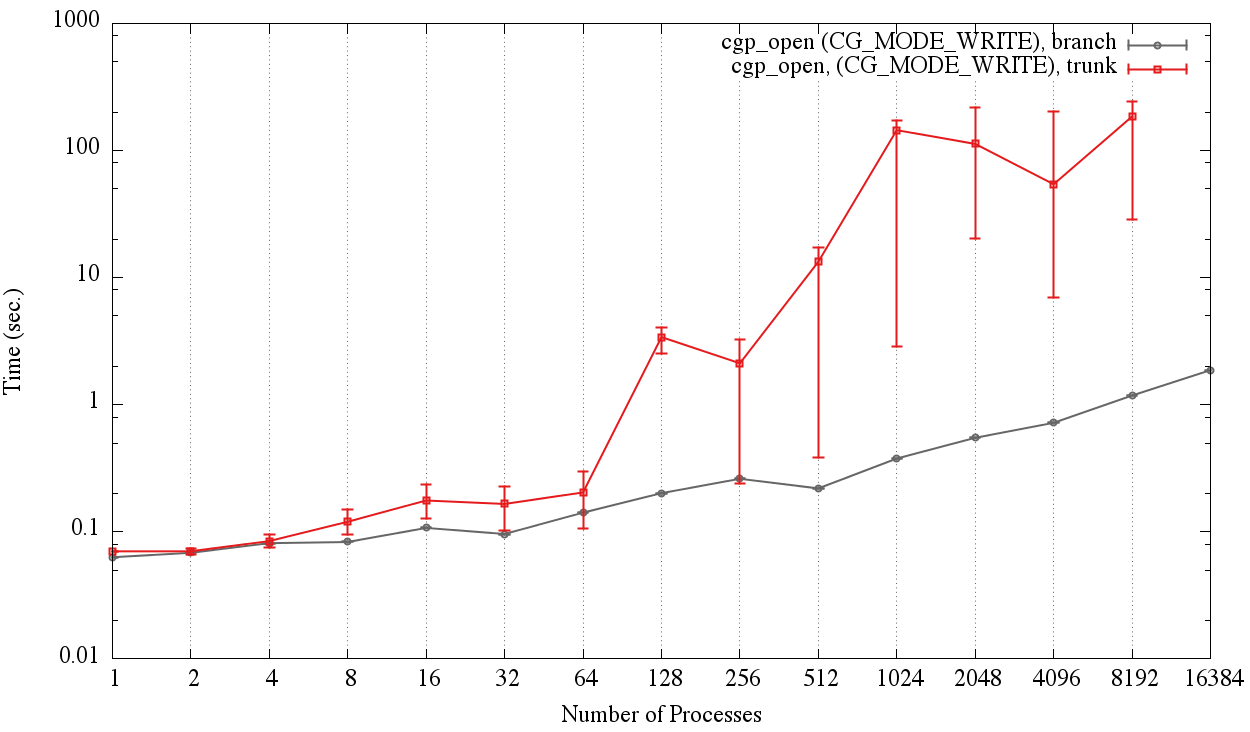 1000
cgp_open (CG_MODE_WRITE), branch
cgp_open, (CG_MODE_WRITE), trunk
100
10
Time (sec.)
1
0.1
0.01
1 2 4 8 16 32 64 128 256 512 1024 2048 4096 8192 16384
Number of Processes